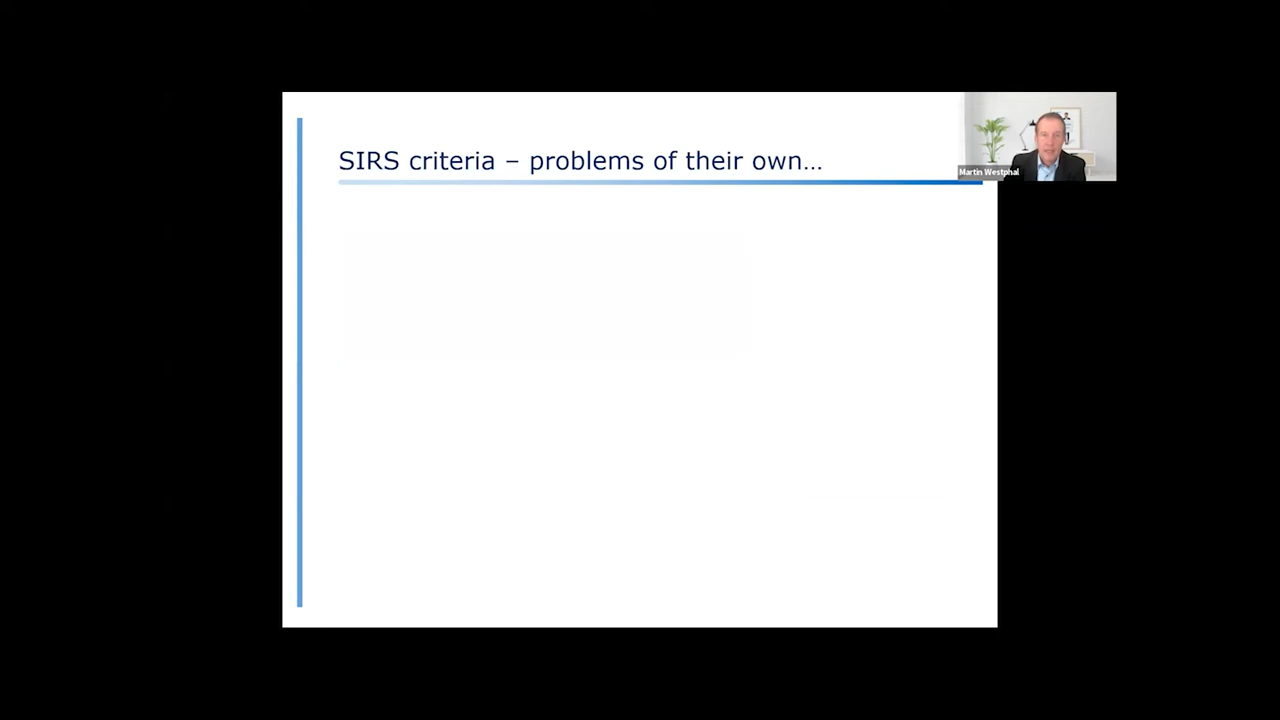 SIRS criteria – problems of their own…
Martin Westphal